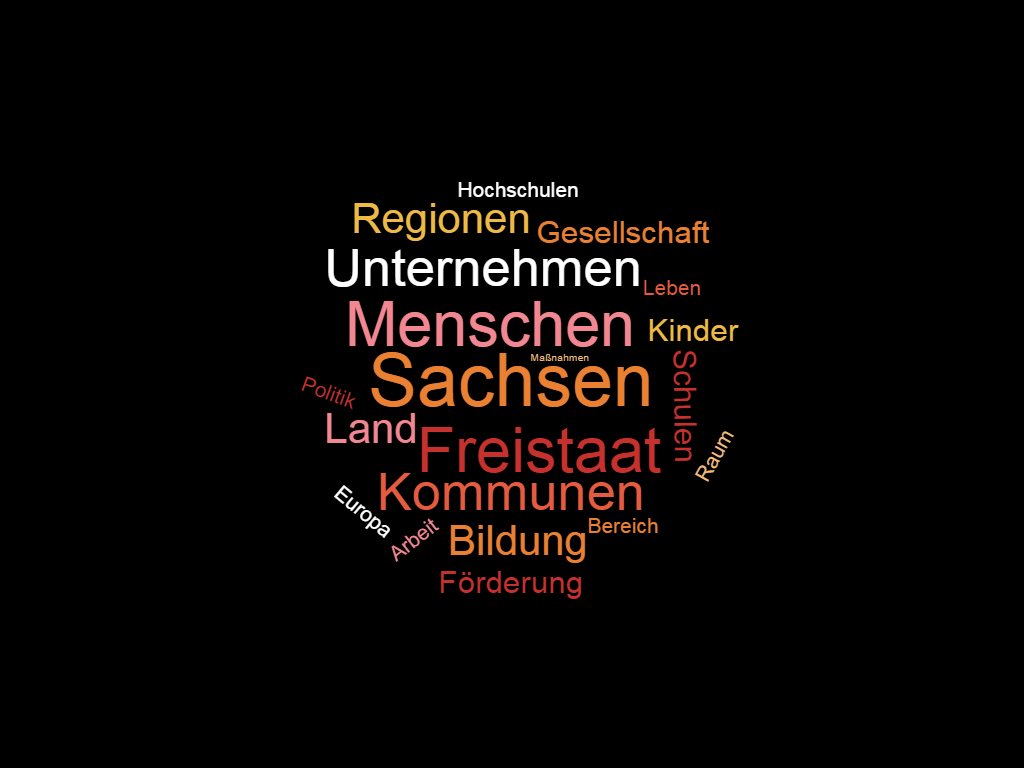 Hochschulen
Regionen
Gesellschaft
Unternehmen
Leben
Menschen
Kinder
Maßnahmen
Sachsen
Schulen
Politik
Land
Freistaat
Raum
Kommunen
Europa
Arbeit
Bildung
Bereich
Förderung